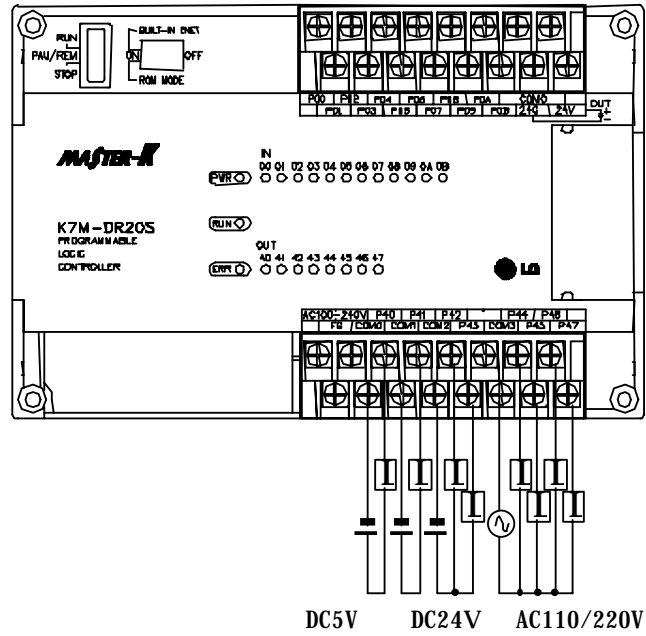 RUN
PAU/REM
STOP
BUILT-IN CNET
ON OFF
ROM MODE
P00 P02 P04 P06 P08 P0A COM0
P01 P03 P05 P07 P09 P0B 24G 24V
OUT
MASTER-K
IN
00 01 02 03 04 05 06 07 08 09 0A 0B
PWR
K7M-DR20S
PROGRAMMABLE
LOGIC
CONTROLLER
RUN
OUT
40 41 42 43 44 45 46 47
ERR
LG
AC100-240V P40 P41 P42 P44 P46
FG COM0 COM1 COM2 P43 COM3 P45 P47
DC5V DC24V AC110/220V